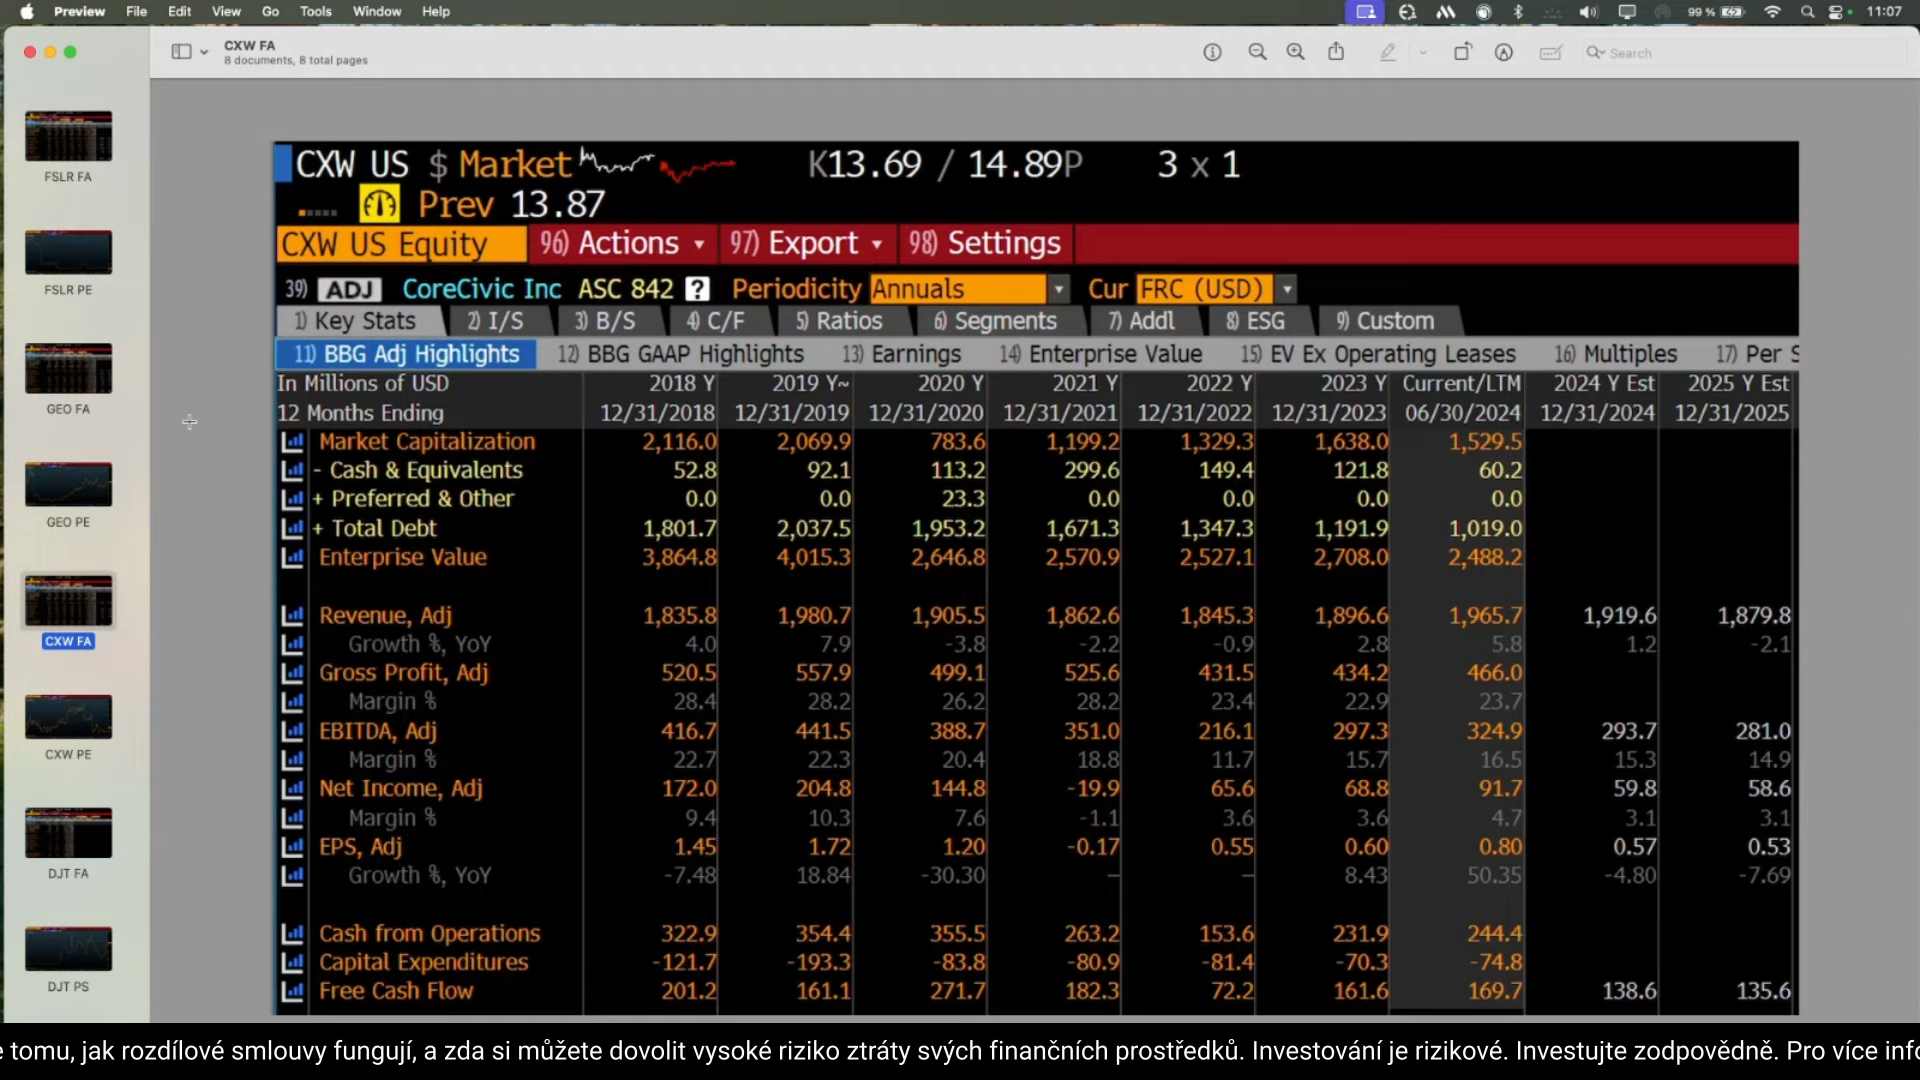 Preview File Edit View Go Tools Window Help 99 % 11:07
CXW FA
8 documents, 8 total pages
Search
FSLR FA
FSLR PE
GEO FA
GEO PE
CXW FA
CXW PE
DJT FA
DJT PS
CXW US $ Market K13.69 / 14.89P 3 x 1
Prev 13.87
CXW US Equity 96) Actions 97) Export 98) Settings
39) ADJ CoreCivic Inc ASC 842 ? Periodicity Annuals Cur FRC (USD)
1) Key Stats 2) I/S 3) B/S 4) C/F 5) Ratios 6) Segments 7) Addl 8) ESG 9) Custom
11) BBG Adj Highlights 12) BBG GAAP Highlights 13) Earnings 14) Enterprise Value 15) EV Ex Operating Leases 16) Multiples 17) Per S
In Millions of USD 2018 Y 2019 Y~ 2020 Y 2021 Y 2022 Y 2023 Y Current/LTM 2024 Y Est 2025 Y Est
12 Months Ending 12/31/2018 12/31/2019 12/31/2020 12/31/2021 12/31/2022 12/31/2023 06/30/2024 12/31/2024 12/31/2025
Market Capitalization 2,116.0 2,069.9 783.6 1,199.2 1,329.3 1,638.0 1,529.5
- Cash & Equivalents 52.8 92.1 113.2 299.6 149.4 121.8 60.2
+ Preferred & Other 0.0 0.0 23.3 0.0 0.0 0.0 0.0
+ Total Debt 1,801.7 2,037.5 1,953.2 1,671.3 1,347.3 1,191.9 1,019.0
Enterprise Value 3,864.8 4,015.3 2,646.8 2,570.9 2,527.1 2,708.0 2,488.2
Revenue, Adj 1,835.8 1,980.7 1,905.5 1,862.6 1,845.3 1,896.6 1,965.7 1,919.6 1,879.8
Growth %, YoY 4.0 7.9 -3.8 -2.2 -0.9 2.8 5.8 1.2 -2.1
Gross Profit, Adj 520.5 557.9 499.1 525.6 431.5 434.2 466.0
Margin % 28.4 28.2 26.2 28.2 23.4 22.9 23.7
EBITDA, Adj 416.7 441.5 388.7 351.0 216.1 297.3 324.9 293.7 281.0
Margin % 22.7 22.3 20.4 18.8 11.7 15.7 16.5 15.3 14.9
Net Income, Adj 172.0 204.8 144.8 -19.9 65.6 68.8 91.7 59.8 58.6
Margin % 9.4 10.3 7.6 -1.1 3.6 3.6 4.7 3.1 3.1
EPS, Adj 1.45 1.72 1.20 -0.17 0.55 0.60 0.80 0.57 0.53
Growth %, YoY -7.48 18.84 -30.30 – – 8.43 50.35 -4.80 -7.69
Cash from Operations 322.9 354.4 355.5 263.2 153.6 231.9 244.4
Capital Expenditures -121.7 -193.3 -83.8 -80.9 -81.4 -70.3 -74.8
Free Cash Flow 201.2 161.1 271.7 182.3 72.2 161.6 169.7 138.6 135.6
e tomu, jak rozdílové smlouvy fungují, a zda si můžete dovolit vysoké riziko ztráty svých finančních prostředků. Investování je rizikové. Investujte zodpovědně. Pro více info